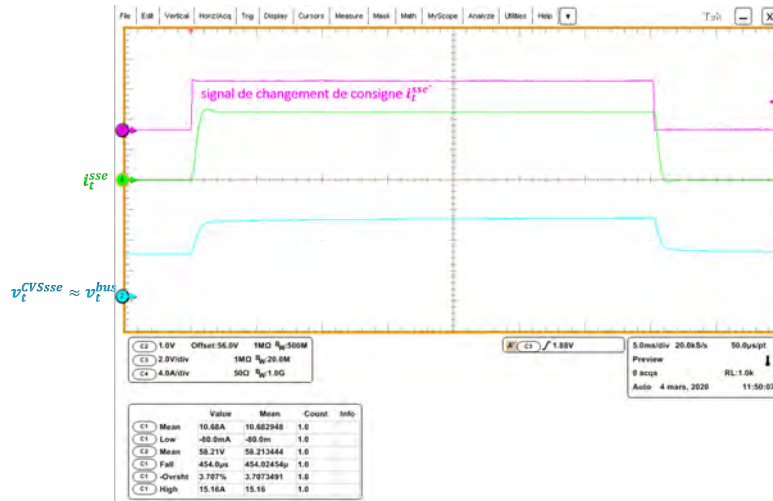 File Edit Vertical Horiz/Acq Trig Display Cursors Measure Mask Math MyScope Analyze Utilities Help Tek
signal de changement de consigne i_t^sse*
i_t^sse
v_t^CVSsse ≈ v_t^bus
C2 1.0V Offset:56.0V 1MΩ BW:500M
C3 2.0V/div 1MΩ BW:20.0M
C4 4.0A/div 50Ω BW:1.0G
A' C3 1.88V
5.0ms/div 20.0kS/s 50.0µs/pt
Preview
0 acqs RL:1.0k
Auto 4 mars, 2020 11:50:07
Value Mean Count Info
C1 Mean 10.68A 10.682948 1.0
C1 Low -80.0mA -80.0m 1.0
C2 Mean 58.21V 58.213444 1.0
C1 Fall 454.0µs 454.02454µ 1.0
C1 -Ovrsht 3.707% 3.7073491 1.0
C1 High 15.16A 15.16 1.0